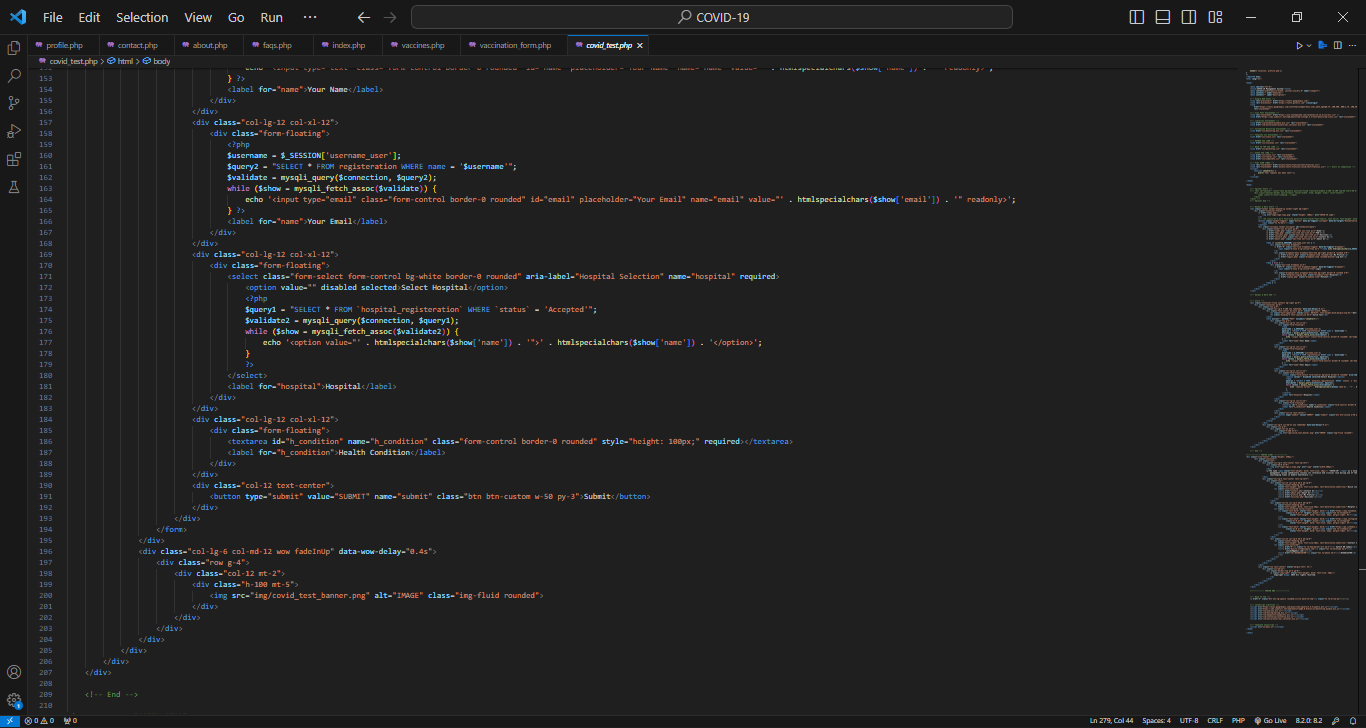 File Edit Selection View Go Run ··· COVID-19
profile.php contact.php about.php faqs.php index.php vaccines.php vaccination_form.php covid_test.php
covid_test.php > html > body
153 } ?>
154 <label for="name">Your Name</label>
155 </div>
156 </div>
157 <div class="col-lg-12 col-xl-12">
158 <div class="form-floating">
159 <?php
160 $username = $_SESSION['username_user'];
161 $query2 = "SELECT * FROM registeration WHERE name = '$username'";
162 $validate = mysqli_query($connection, $query2);
163 while ($show = mysqli_fetch_assoc($validate)) {
164 echo '<input type="email" class="form-control border-0 rounded" id="email" placeholder="Your Email" name="email" value="' . htmlspecialchars($show['email']) . '" readonly>';
165 } ?>
166 <label for="name">Your Email</label>
167 </div>
168 </div>
169 <div class="col-lg-12 col-xl-12">
170 <div class="form-floating">
171 <select class="form-select form-control bg-white border-0 rounded" aria-label="Hospital Selection" name="hospital" required>
172 <option value="" disabled selected>Select Hospital</option>
173 <?php
174 $query1 = "SELECT * FROM `hospital_registeration` WHERE `status` = 'Accepted'";
175 $validate2 = mysqli_query($connection, $query1);
176 while ($show = mysqli_fetch_assoc($validate2)) {
177 echo '<option value="' . htmlspecialchars($show['name']) . '">' . htmlspecialchars($show['name']) . '</option>';
178 }
179 ?>
180 </select>
181 <label for="hospital">Hospital</label>
182 </div>
183 </div>
184 <div class="col-lg-12 col-xl-12">
185 <div class="form-floating">
186 <textarea id="h_condition" name="h_condition" class="form-control border-0 rounded" style="height: 100px;" required></textarea>
187 <label for="h_condition">Health Condition</label>
188 </div>
189 </div>
190 <div class="col-12 text-center">
191 <button type="submit" value="SUBMIT" name="submit" class="btn btn-custom w-50 py-3">Submit</button>
192 </div>
193 </div>
194 </form>
195 </div>
196 <div class="col-lg-6 col-md-12 wow fadeInUp" data-wow-delay="0.4s">
197 <div class="row g-4">
198 <div class="col-12 mt-2">
199 <div class="h-100 mt-5">
200 <img src="img/covid_test_banner.png" alt="IMAGE" class="img-fluid rounded">
201 </div>
202 </div>
203 </div>
204 </div>
205 </div>
206 </div>
207 </div>
208
209 <!-- End -->
210
0 0 0 Ln 279, Col 44 Spaces: 4 UTF-8 CRLF PHP Go Live 8.2.0: 8.2